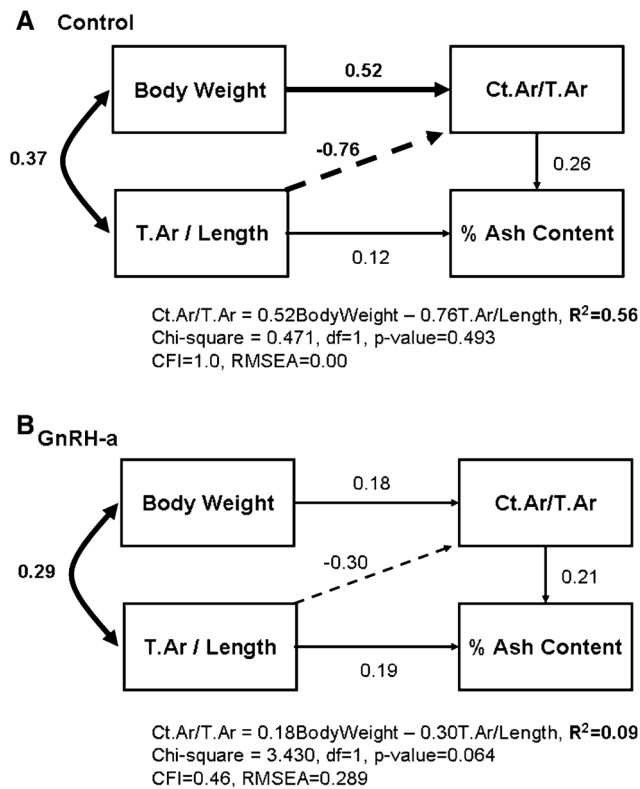 A Control
Body Weight
0.52
Ct.Ar/T.Ar
0.37
-0.76
0.26
T.Ar / Length
0.12
% Ash Content
Ct.Ar/T.Ar = 0.52BodyWeight – 0.76T.Ar/Length, R²=0.56
Chi-square = 0.471, df=1, p-value=0.493
CFI=1.0, RMSEA=0.00
B GnRH-a
Body Weight
0.18
Ct.Ar/T.Ar
0.29
-0.30
0.21
T.Ar / Length
0.19
% Ash Content
Ct.Ar/T.Ar = 0.18BodyWeight – 0.30T.Ar/Length, R²=0.09
Chi-square = 3.430, df=1, p-value=0.064
CFI=0.46, RMSEA=0.289